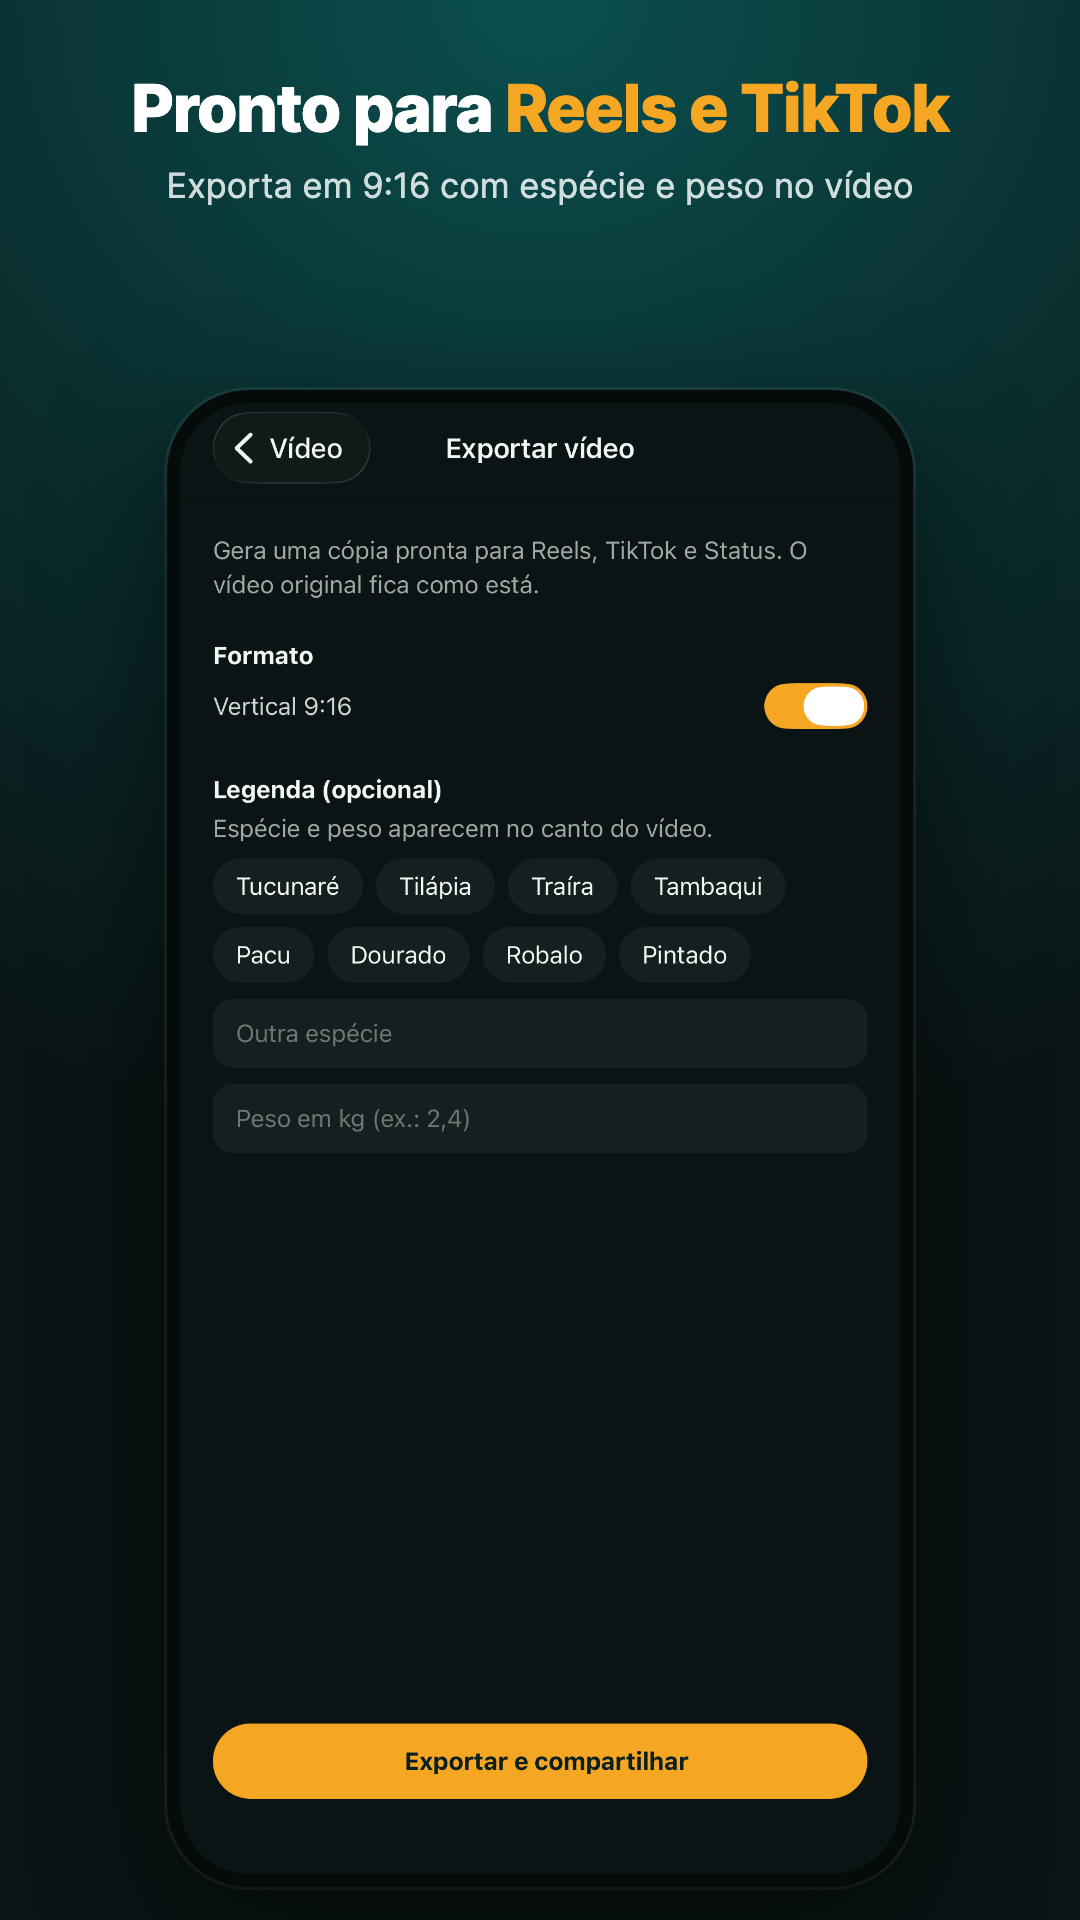 Pronto para Reels e TikTok
Exporta em 9:16 com espécie e peso no vídeo
Vídeo
Exportar vídeo
Gera uma cópia pronta para Reels, TikTok e Status. O
vídeo original fica como está.
Formato
Vertical 9:16
Legenda (opcional)
Espécie e peso aparecem no canto do vídeo.
Tucunaré Tilápia Traíra Tambaqui
Pacu Dourado Robalo Pintado
Outra espécie
Peso em kg (ex.: 2,4)
Exportar e compartilhar